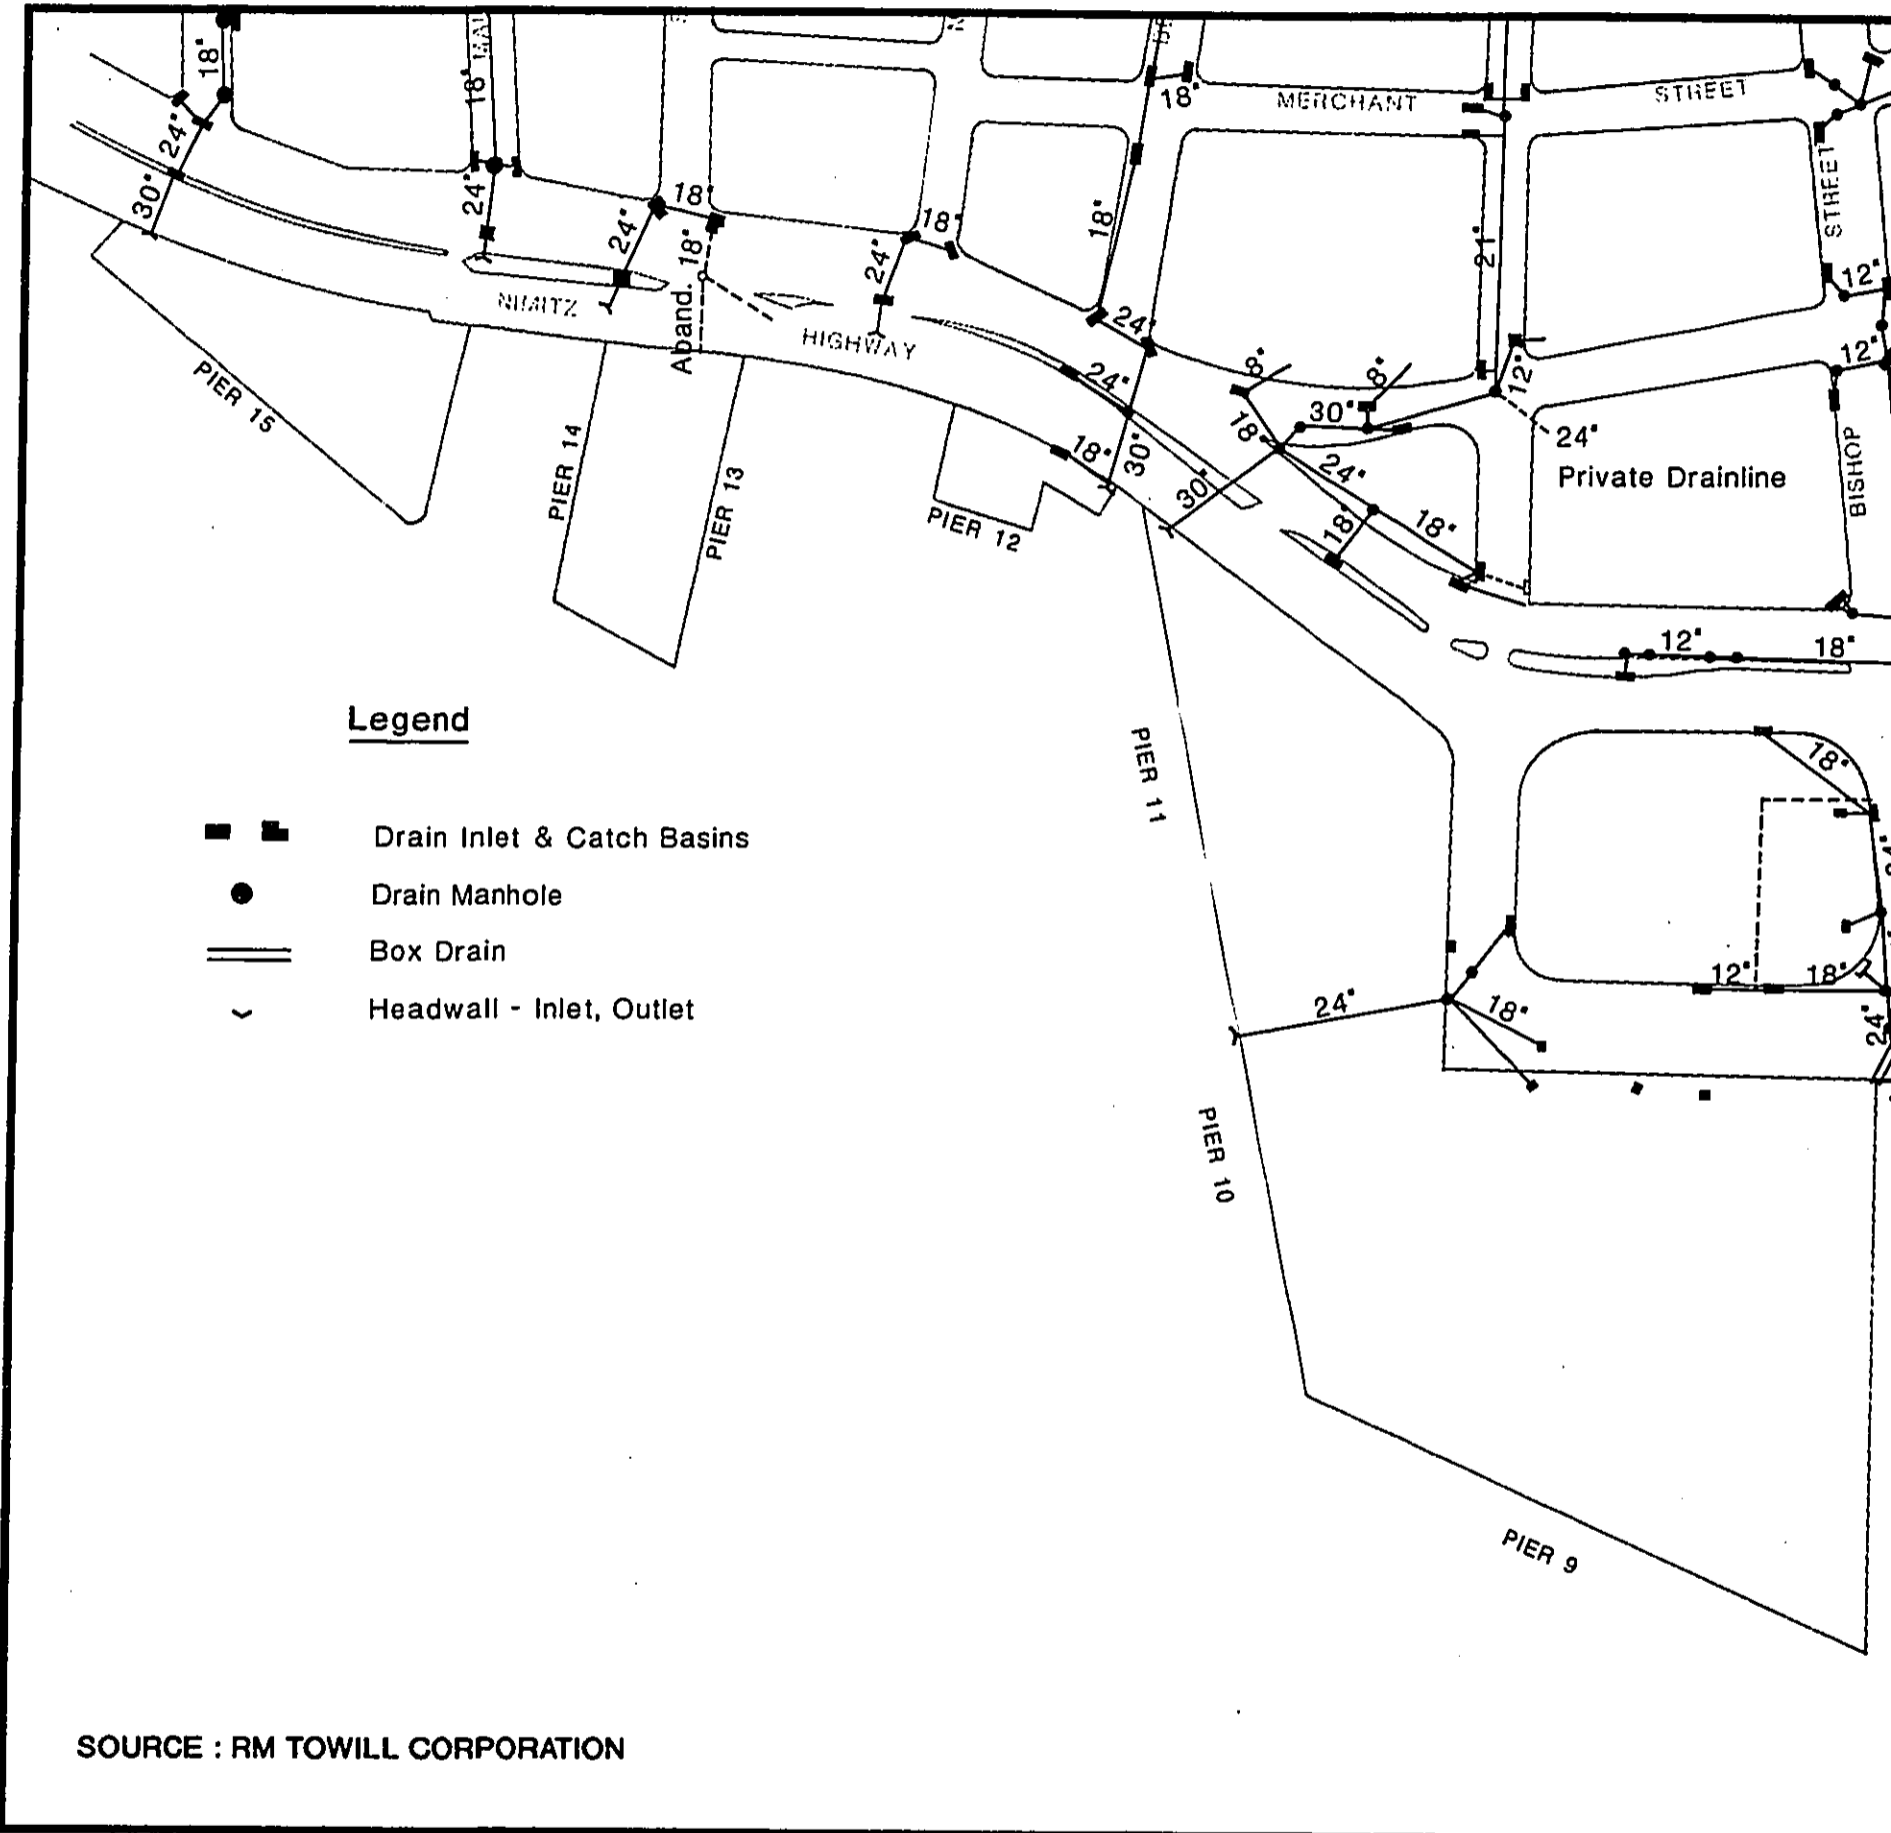 18"
18"
18"
MERCHANT
STREET
24"
30"
24"
18"
24"
18"
Aband.
18"
24"
18"
21"
STREET
12"
NIMITZ
HIGHWAY
24"
24"
8"
8"
12"
12"
30"
18"
24"
Private Drainline
BISHOP
PIER 15
PIER 14
PIER 13
PIER 12
18"
30"
30"
24"
18"
18"
12"
18"
Legend
Drain Inlet & Catch Basins
Drain Manhole
Box Drain
Headwall - Inlet, Outlet
PIER 11
18"
12"
18"
24"
24"
18"
PIER 10
PIER 9
SOURCE : RM TOWILL CORPORATION